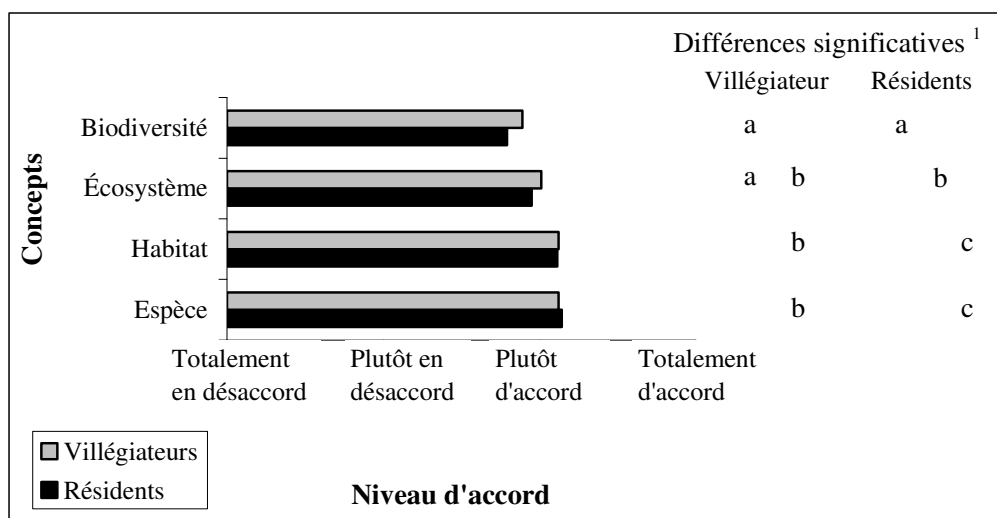 Différences significatives 1
Villégiateur Résidents
Concepts
Biodiversité a a
Écosystème a b b
Habitat b c
Espèce b c
Totalement Plutôt en Plutôt Totalement
en désaccord désaccord d'accord d'accord
Villégiateurs
Résidents
Niveau d'accord